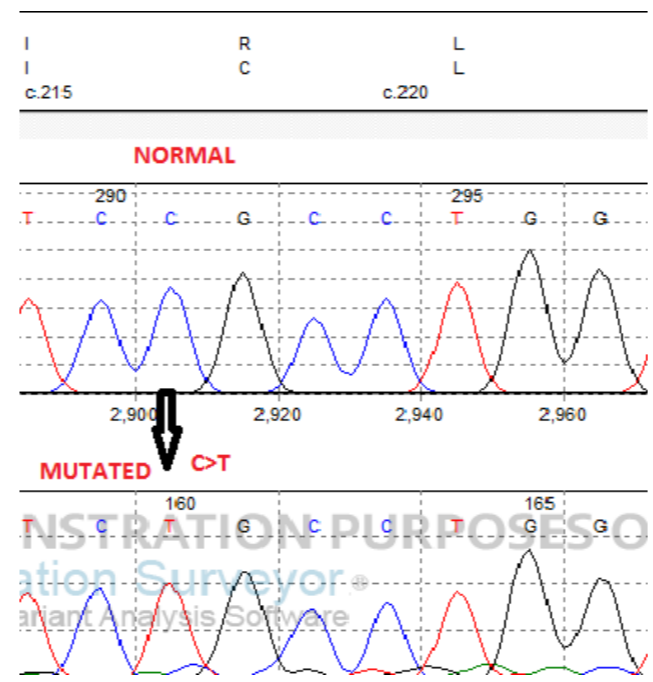 I R L
I C L
c.215 c.220
NORMAL
290 295
T C C G C C T G G
2,900 2,920 2,940 2,960
MUTATED C>T
160 165
T C T G C C T G G
NSTRATION PURPOSES O
ation Surveyor®
ariant Analysis Software